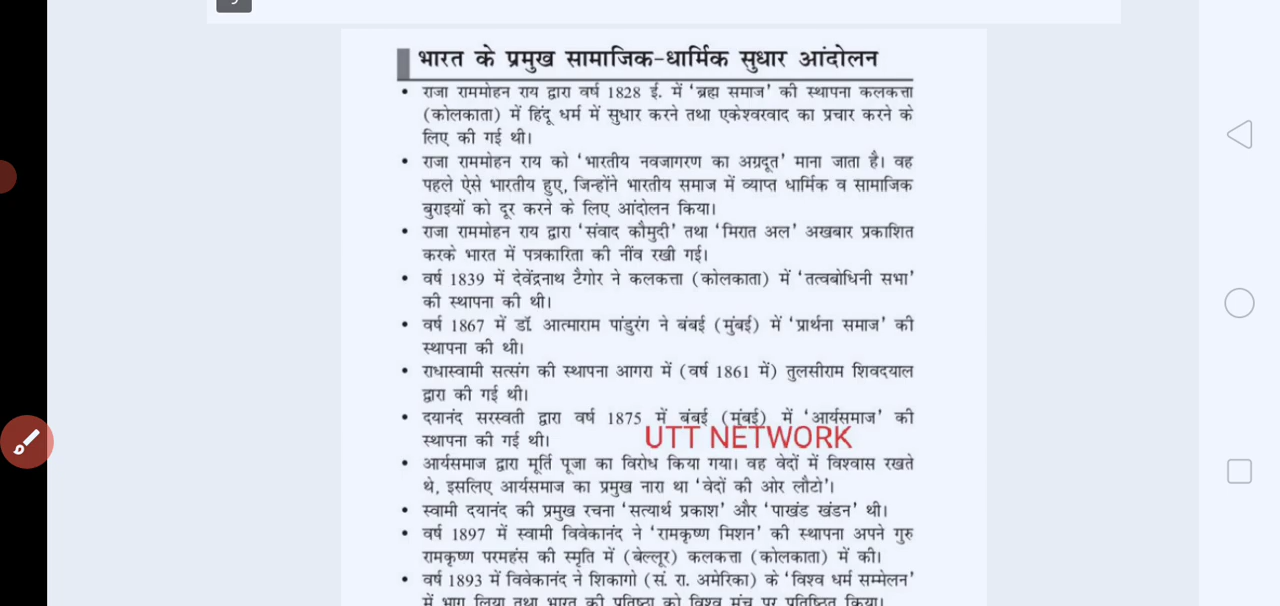 भारत के प्रमुख सामाजिक-धार्मिक सुधार आंदोलन
• राजा राममोहन राय द्वारा वर्ष 1828 ई. में ‘ब्रह्म समाज’ की स्थापना कलकत्ता
(कोलकाता) में हिंदू धर्म में सुधार करने तथा एकेश्वरवाद का प्रचार करने के
लिए की गई थी।
• राजा राममोहन राय को ‘भारतीय नवजागरण का अग्रदूत’ माना जाता है। वह
पहले ऐसे भारतीय हुए, जिन्होंने भारतीय समाज में व्याप्त धार्मिक व सामाजिक
बुराइयों को दूर करने के लिए आंदोलन किया।
• राजा राममोहन राय द्वारा ‘संवाद कौमुदी’ तथा ‘मिरात अल’ अखबार प्रकाशित
करके भारत में पत्रकारिता की नींव रखी गई।
• वर्ष 1839 में देवेंद्रनाथ टैगोर ने कलकत्ता (कोलकाता) में ‘तत्वबोधिनी सभा’
की स्थापना की थी।
• वर्ष 1867 में डॉ. आत्माराम पांडुरंग ने बंबई (मुंबई) में ‘प्रार्थना समाज’ की
स्थापना की थी।
• राधास्वामी सत्संग की स्थापना आगरा में (वर्ष 1861 में) तुलसीराम शिवदयाल
द्वारा की गई थी।
• दयानंद सरस्वती द्वारा वर्ष 1875 में बंबई (मुंबई) में ‘आर्यसमाज’ की
स्थापना की गई थी।
UTT NETWORK
• आर्यसमाज द्वारा मूर्ति पूजा का विरोध किया गया। वह वेदों में विश्वास रखते
थे, इसलिए आर्यसमाज का प्रमुख नारा था ‘वेदों की ओर लौटो’।
• स्वामी दयानंद की प्रमुख रचना ‘सत्यार्थ प्रकाश’ और ‘पाखंड खंडन’ थी।
• वर्ष 1897 में स्वामी विवेकानंद ने ‘रामकृष्ण मिशन’ की स्थापना अपने गुरु
रामकृष्ण परमहंस की स्मृति में (बेल्लूर) कलकत्ता (कोलकाता) में की।
• वर्ष 1893 में विवेकानंद ने शिकागो (सं. रा. अमेरिका) के ‘विश्व धर्म सम्मेलन’
में भाग लिया तथा भारत की प्रतिष्ठा को विश्व मंच पर प्रतिष्ठित किया।